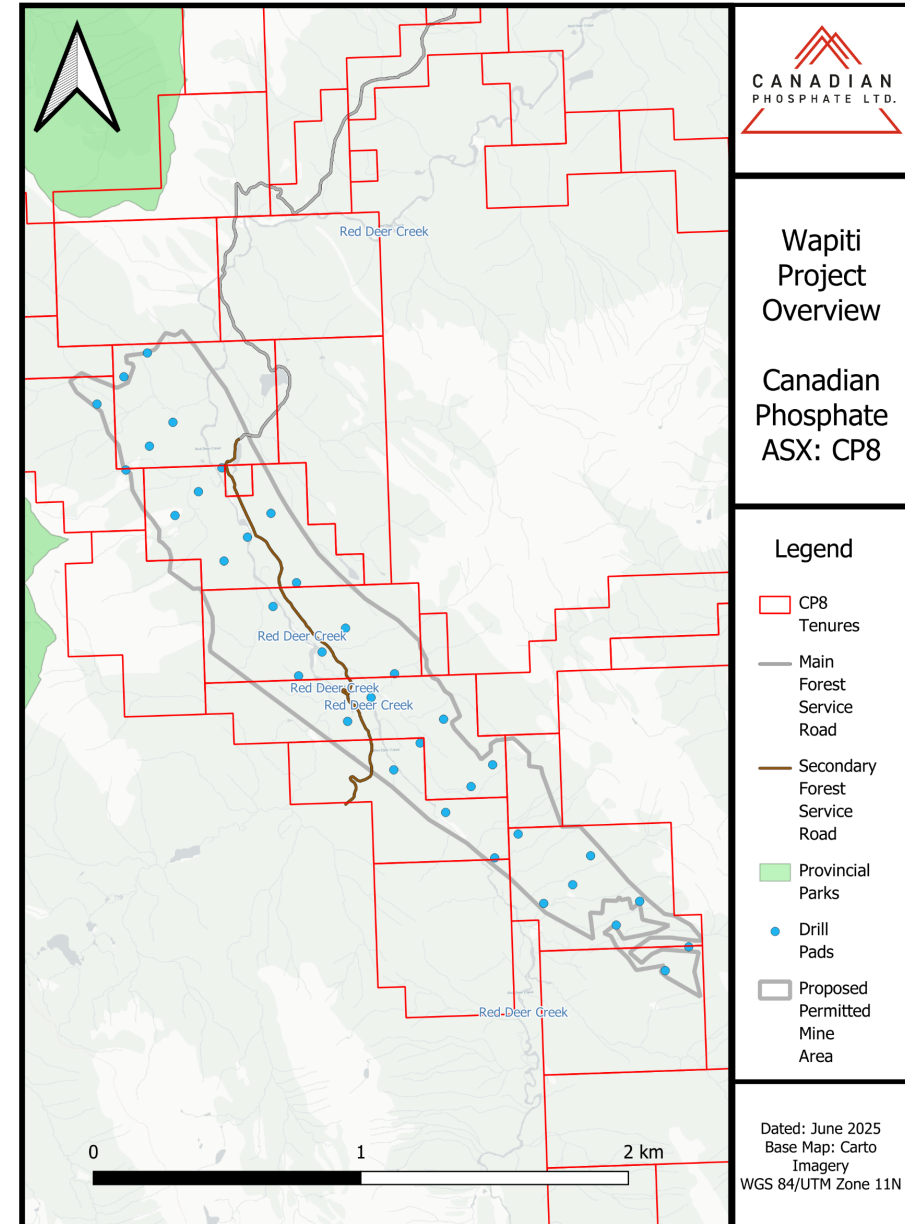 CANADIAN
PHOSPHATE LTD.
Wapiti
Project
Overview
Canadian
Phosphate
ASX: CP8
Legend
CP8
Tenures
Main
Forest
Service
Road
Secondary
Forest
Service
Road
Provincial
Parks
Drill
Pads
Proposed
Permitted
Mine
Area
Dated: June 2025
Base Map: Carto
Imagery
WGS 84/UTM Zone 11N
Red Deer Creek
Red Deer Creek
Red Deer Creek
Red Deer Creek
Red Deer Creek
0 1 2 km